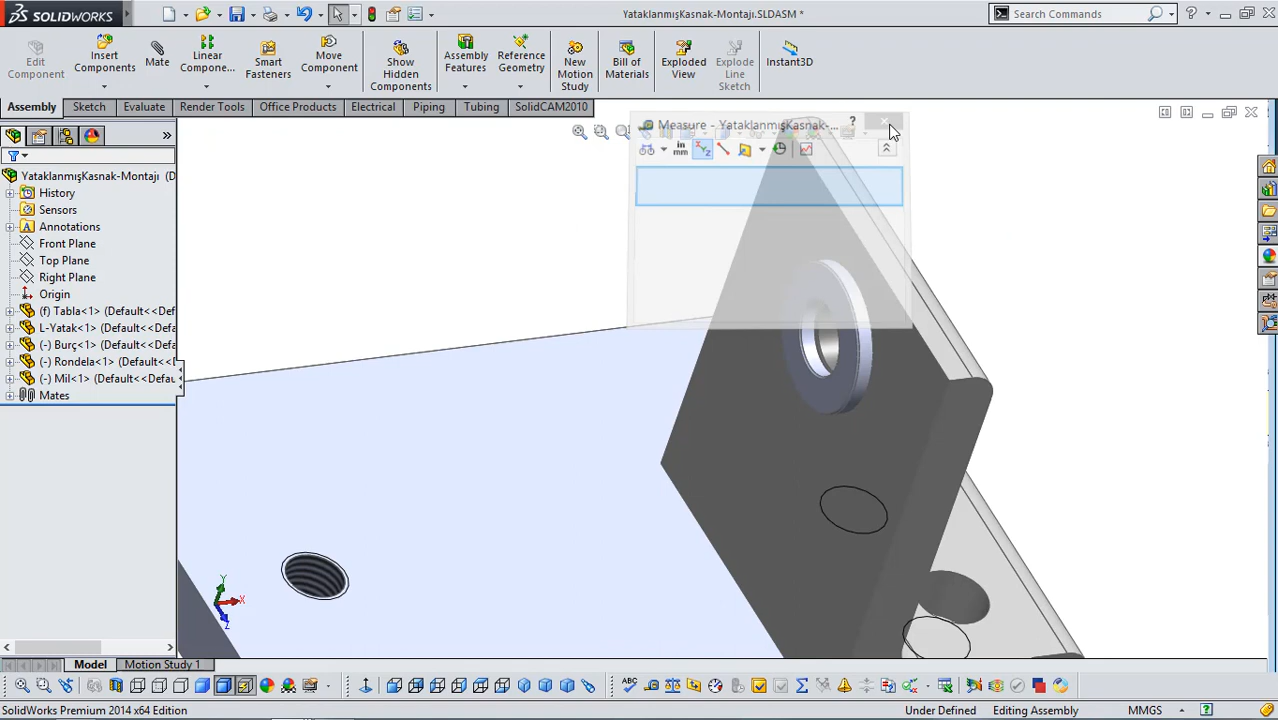 SOLIDWORKS
YataklanmışKasnak-Montajı.SLDASM *
Search Commands
Edit Component
Insert Components
Mate
Linear Compone...
Smart Fasteners
Move Component
Show Hidden Components
Assembly Features
Reference Geometry
New Motion Study
Bill of Materials
Exploded View
Explode Line Sketch
Instant3D
Assembly
Sketch
Evaluate
Render Tools
Office Products
Electrical
Piping
Tubing
SolidCAM2010
Measure - YataklanmışKasnak-...
in
mm
YataklanmışKasnak-Montajı (D
History
Sensors
Annotations
Front Plane
Top Plane
Right Plane
Origin
(f) Tabla<1> (Default<<Def
L-Yatak<1> (Default<<Defa
(-) Burç<1> (Default<<Defa
(-) Rondela<1> (Default<<D
(-) Mil<1> (Default<<Defau
Mates
Y
X
Z
Model
Motion Study 1
SolidWorks Premium 2014 x64 Edition
Under Defined
Editing Assembly
MMGS